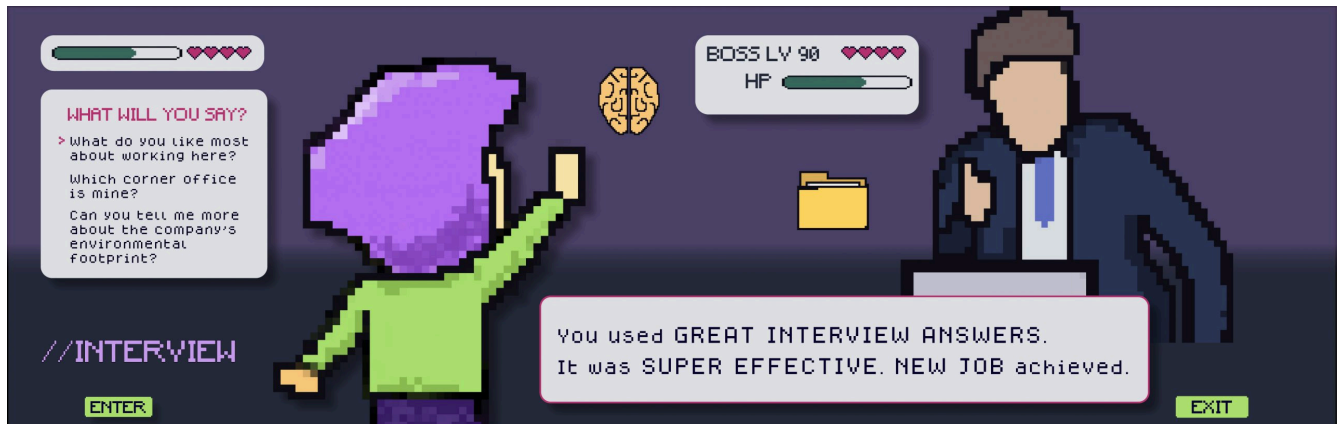 WHAT WILL YOU SAY?
> What do you like most
about working here?
Which corner office
is mine?
Can you tell me more
about the company's
environmental
footprint?
//INTERVIEW
ENTER
BOSS LV 90
HP
You used GREAT INTERVIEW ANSWERS.
It was SUPER EFFECTIVE. NEW JOB achieved.
EXIT